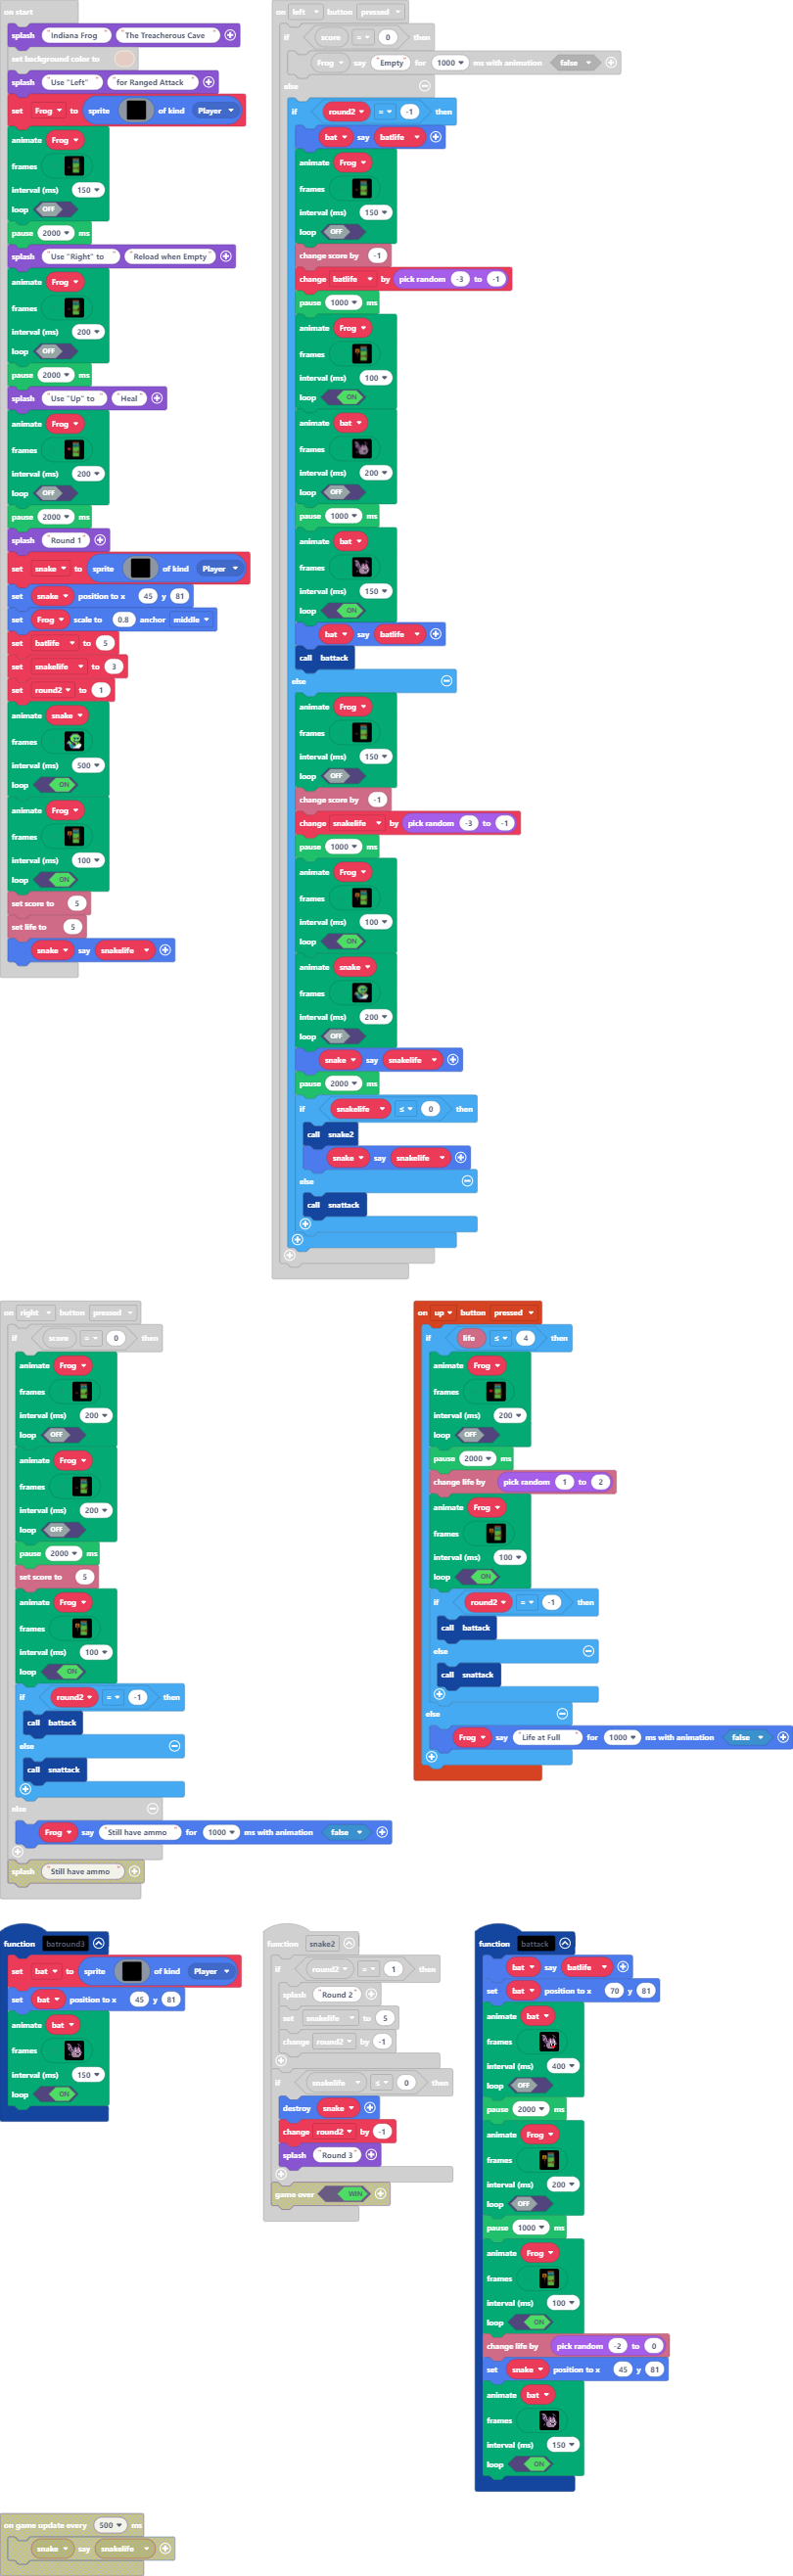 on start
splash "Indiana Frog" "The Treacherous Cave"
set background color to
splash "Use "Left" " "for Ranged Attack"
set Frog to sprite of kind Player
animate Frog
frames
interval (ms) 150
loop OFF
pause 2000 ms
splash "Use "Right" to" "Reload when Empty"
animate Frog
frames
interval (ms) 200
loop OFF
pause 2000 ms
splash "Use "Up" to" "Heal"
animate Frog
frames
interval (ms) 200
loop OFF
pause 2000 ms
splash "Round 1"
set snake to sprite of kind Player
set snake position to x 45 y 81
set Frog scale to 0.8 anchor middle
set batlife to 5
set snakelife to 3
set round2 to 1
animate snake
frames
interval (ms) 500
loop ON
animate Frog
frames
interval (ms) 100
loop ON
set score to 5
set life to 5
snake say snakelife
on left button pressed
if score = 0 then
Frog say "Empty" for 1000 ms with animation false
else
if round2 = -1 then
bat say batlife
animate Frog
frames
interval (ms) 150
loop OFF
change score by -1
change batlife by pick random -3 to -1
pause 1000 ms
animate Frog
frames
interval (ms) 100
loop ON
animate bat
frames
interval (ms) 200
loop OFF
pause 1000 ms
animate bat
frames
interval (ms) 150
loop ON
bat say batlife
call battack
else
animate Frog
frames
interval (ms) 150
loop OFF
change score by -1
change snakelife by pick random -3 to -1
pause 1000 ms
animate Frog
frames
interval (ms) 100
loop ON
animate snake
frames
interval (ms) 200
loop OFF
snake say snakelife
pause 2000 ms
if snakelife ≤ 0 then
call snake2
snake say snakelife
else
call snattack
on right button pressed
if score = 0 then
animate Frog
frames
interval (ms) 200
loop OFF
animate Frog
frames
interval (ms) 200
loop OFF
pause 2000 ms
set score to 5
animate Frog
frames
interval (ms) 100
loop ON
if round2 = -1 then
call battack
else
call snattack
else
Frog say "Still have ammo" for 1000 ms with animation false
splash "Still have ammo"
on up button pressed
if life ≤ 4 then
animate Frog
frames
interval (ms) 200
loop OFF
pause 2000 ms
change life by pick random 1 to 2
animate Frog
frames
interval (ms) 100
loop ON
if round2 = -1 then
call battack
else
call snattack
else
Frog say "Life at Full" for 1000 ms with animation false
function batround3
set bat to sprite of kind Player
set bat position to x 45 y 81
animate bat
frames
interval (ms) 150
loop ON
function snake2
if round2 = 1 then
splash "Round 2"
set snakelife to 5
change round2 by -1
if snakelife ≤ 0 then
destroy snake
change round2 by -1
splash "Round 3"
game over WIN
function battack
bat say batlife
set bat position to x 70 y 81
animate bat
frames
interval (ms) 400
loop OFF
pause 2000 ms
animate Frog
frames
interval (ms) 200
loop OFF
pause 1000 ms
animate Frog
frames
interval (ms) 100
loop ON
change life by pick random -2 to 0
set snake position to x 45 y 81
animate bat
frames
interval (ms) 150
loop ON
on game update every 500 ms
snake say snakelife